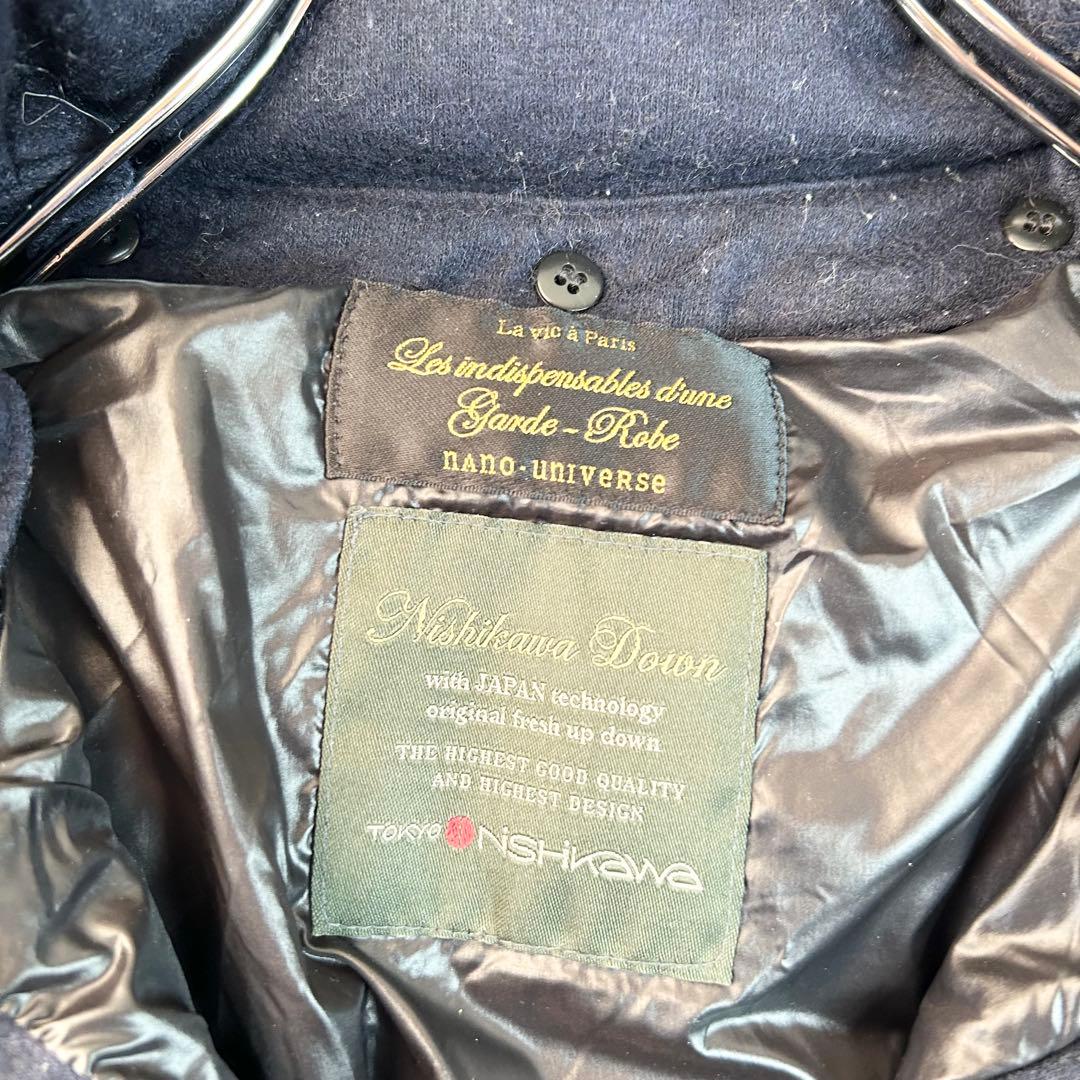 La vie à Paris
Les indispensables d'une
Garde-Robe
nano·universe
Nishikawa Down
with JAPAN technology
original fresh up down
THE HIGHEST GOOD QUALITY
AND HIGHEST DESIGN
TOKYO NiSHiKaWa